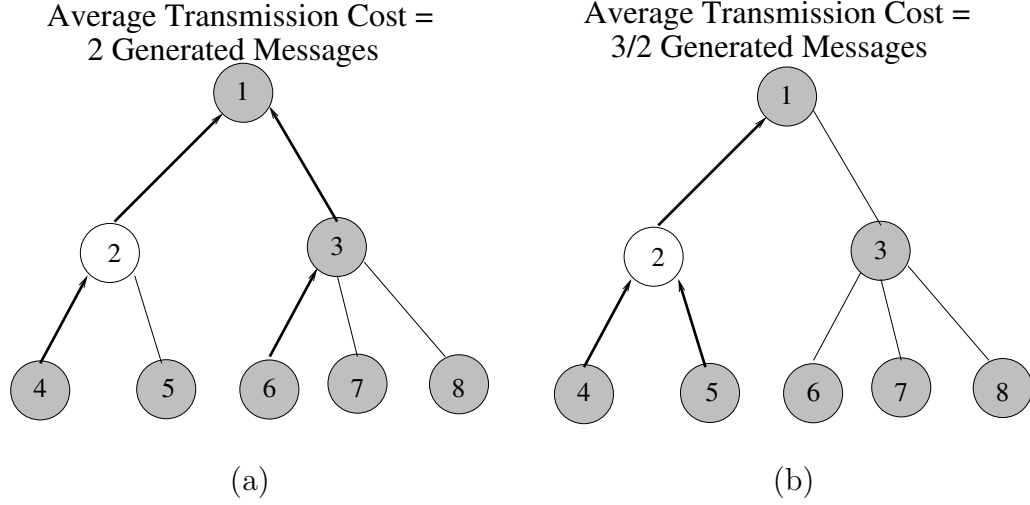 Average Transmission Cost =
2 Generated Messages
1
2
3
4
5
6
7
8
(a)
Average Transmission Cost =
3/2 Generated Messages
1
2
3
4
5
6
7
8
(b)